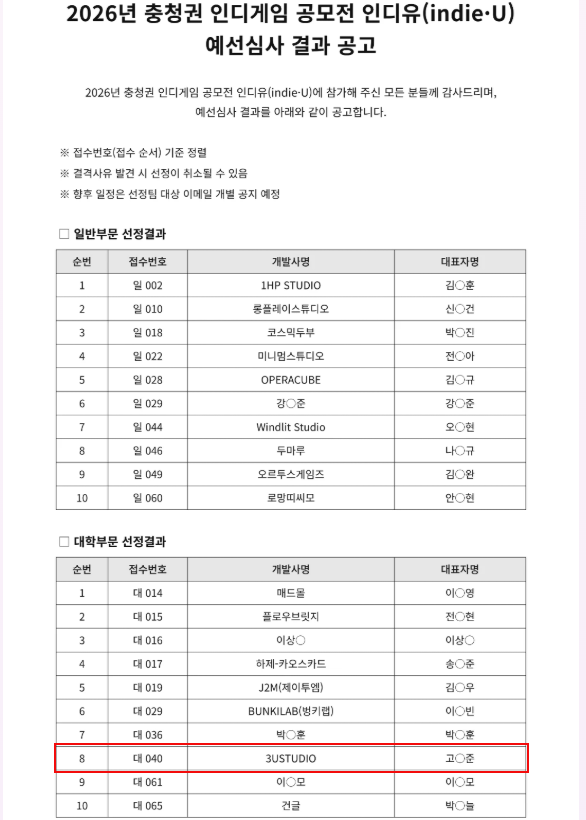 2026년 충청권 인디게임 공모전 인디유(indie·U)
예선심사 결과 공고
2026년 충청권 인디게임 공모전 인디유(indie-U)에 참가해 주신 모든 분들께 감사드리며,
예선심사 결과를 아래와 같이 공고합니다.
※ 접수번호(접수 순서) 기준 정렬
※ 결격사유 발견 시 선정이 취소될 수 있음
※ 향후 일정은 선정팀 대상 이메일 개별 공지 예정
□ 일반부문 선정결과
순번 접수번호 개발사명 대표자명
1 일 002 1HP STUDIO 김○훈
2 일 010 롱플레이스튜디오 신○건
3 일 018 코스믹두부 박○진
4 일 022 미니멈스튜디오 전○아
5 일 028 OPERACUBE 김○규
6 일 029 강○준 강○준
7 일 044 Windlit Studio 오○현
8 일 046 두마루 나○규
9 일 049 오르투스게임즈 김○완
10 일 060 로망띠씨모 안○현
□ 대학부문 선정결과
순번 접수번호 개발사명 대표자명
1 대 014 매드몰 이○영
2 대 015 플로우브릿지 전○현
3 대 016 이상○ 이상○
4 대 017 하제-카오스카드 송○준
5 대 019 J2M(제이투엠) 김○우
6 대 029 BUNKILAB(벙키랩) 이○빈
7 대 036 박○훈 박○훈
8 대 040 3USTUDIO 고○준
9 대 061 이○모 이○모
10 대 065 건글 박○늘